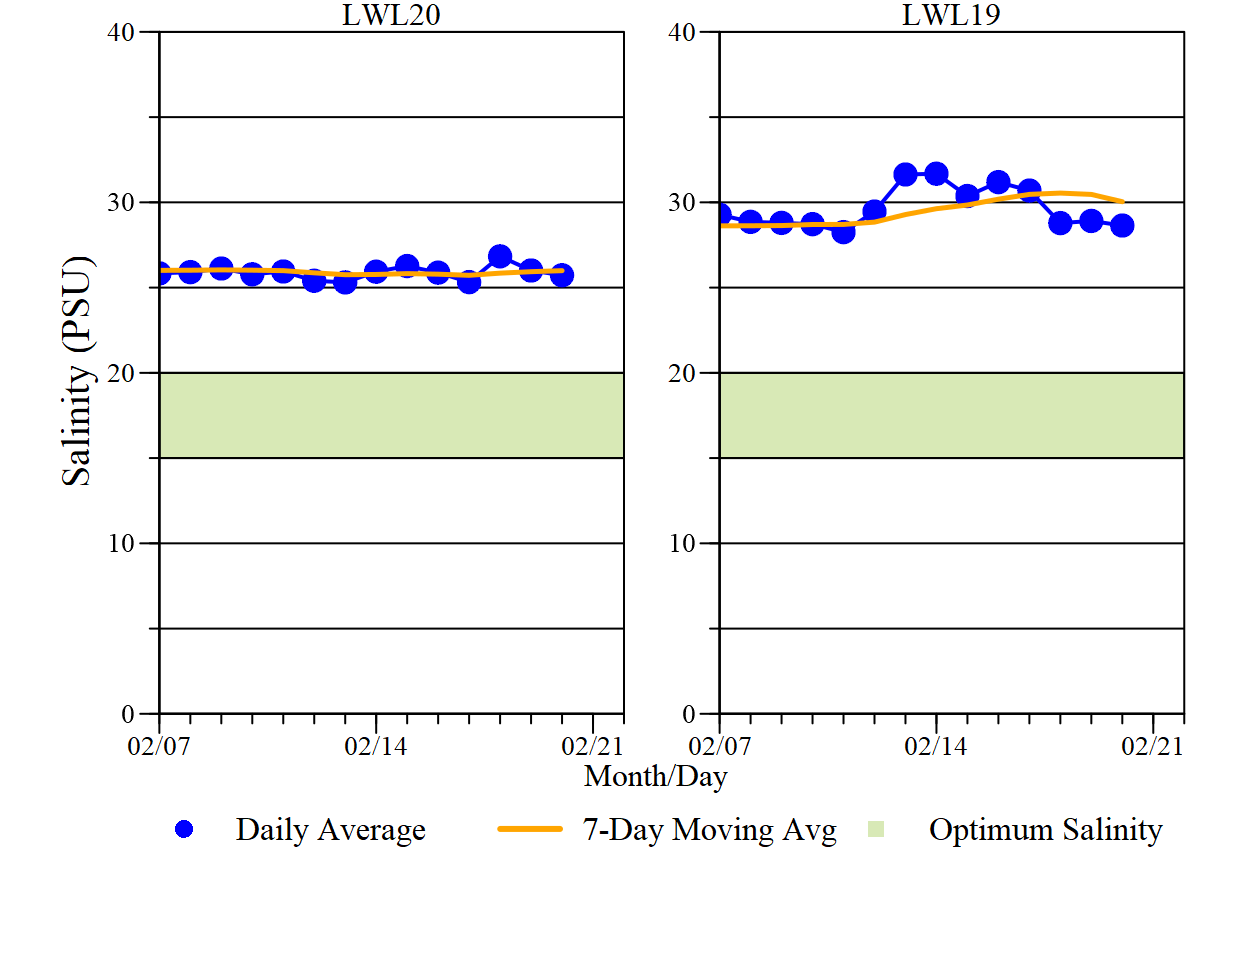 LWL20 LWL19
40 40
30 30
20 20
10 10
0 0
Salinity (PSU)
02/07 02/14 02/21 02/07 02/14 02/21
Month/Day
Daily Average 7-Day Moving Avg Optimum Salinity